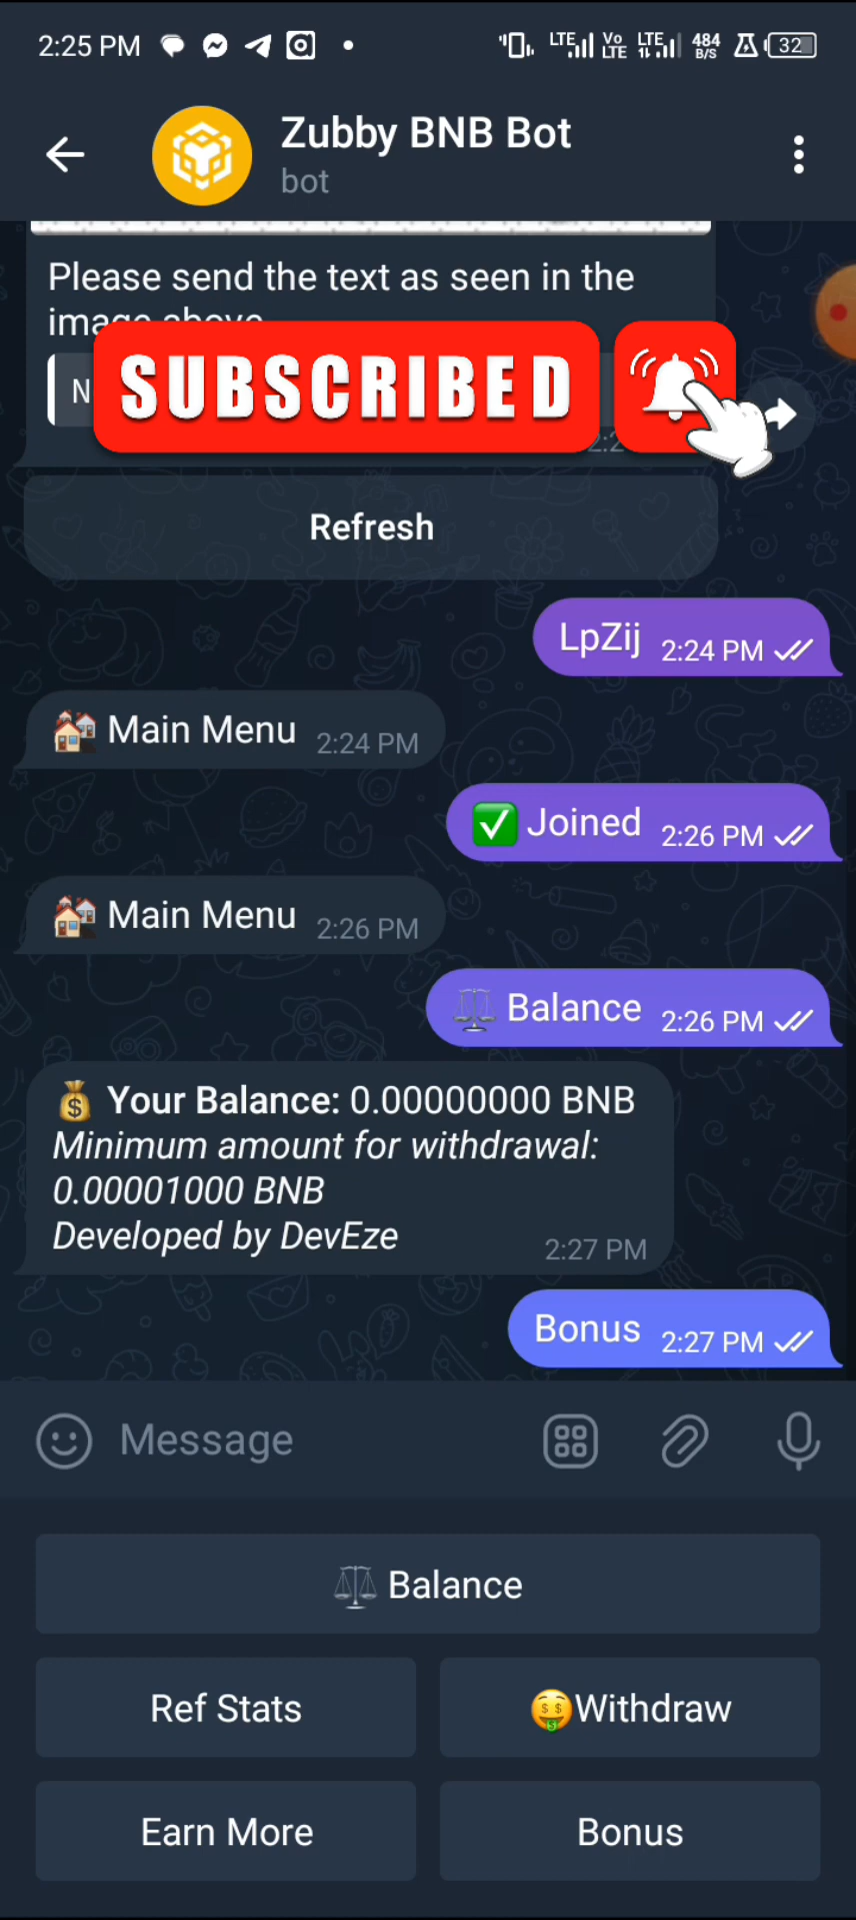 2:25 PM
LTE
Vo
LTE
LTE
484
B/S
32
Zubby BNB Bot
bot
Please send the text as seen in the
image above
N
SUBSCRIBED
Refresh
LpZij 2:24 PM
Main Menu 2:24 PM
Joined 2:26 PM
Main Menu 2:26 PM
Balance 2:26 PM
Your Balance: 0.00000000 BNB
Minimum amount for withdrawal:
0.00001000 BNB
Developed by DevEze 2:27 PM
Bonus 2:27 PM
Message
Balance
Ref Stats
Withdraw
Earn More
Bonus